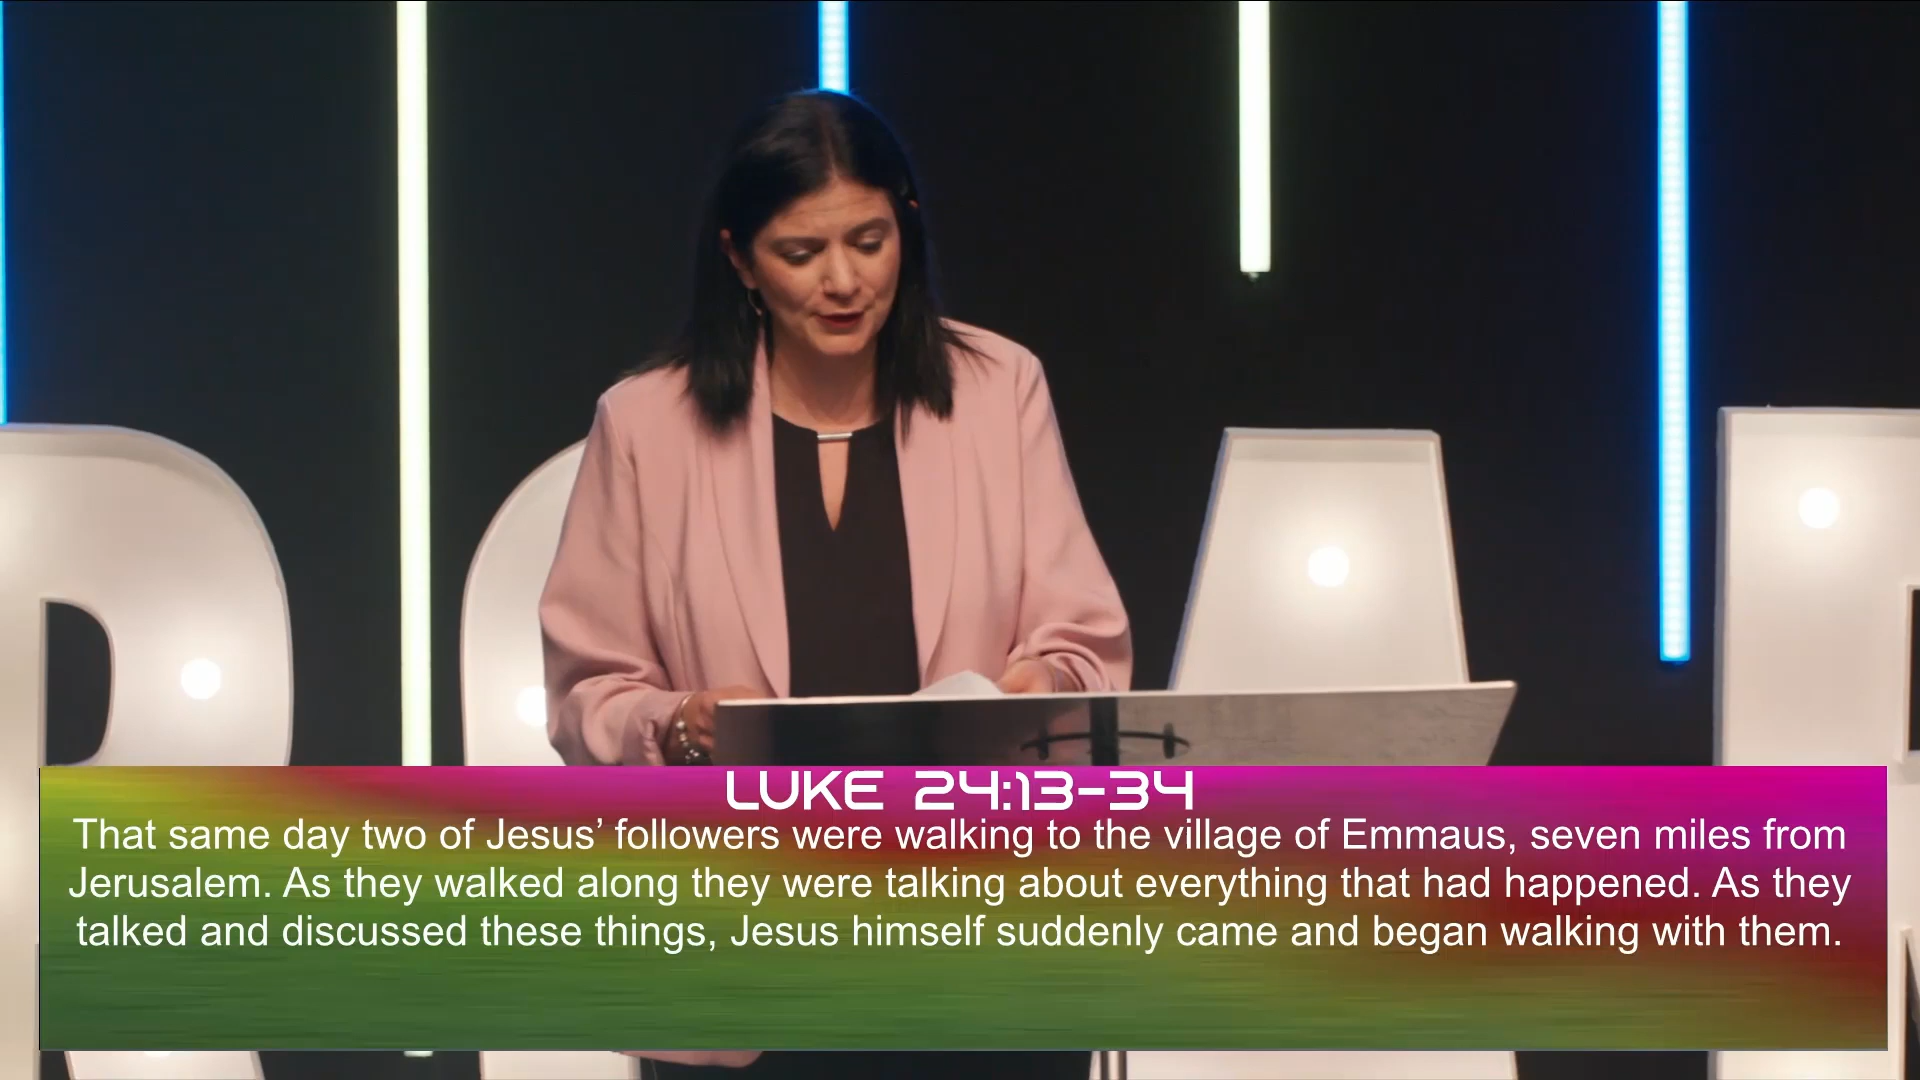 LUKE 24:13-34
That same day two of Jesus’ followers were walking to the village of Emmaus, seven miles from
Jerusalem. As they walked along they were talking about everything that had happened. As they
talked and discussed these things, Jesus himself suddenly came and began walking with them.